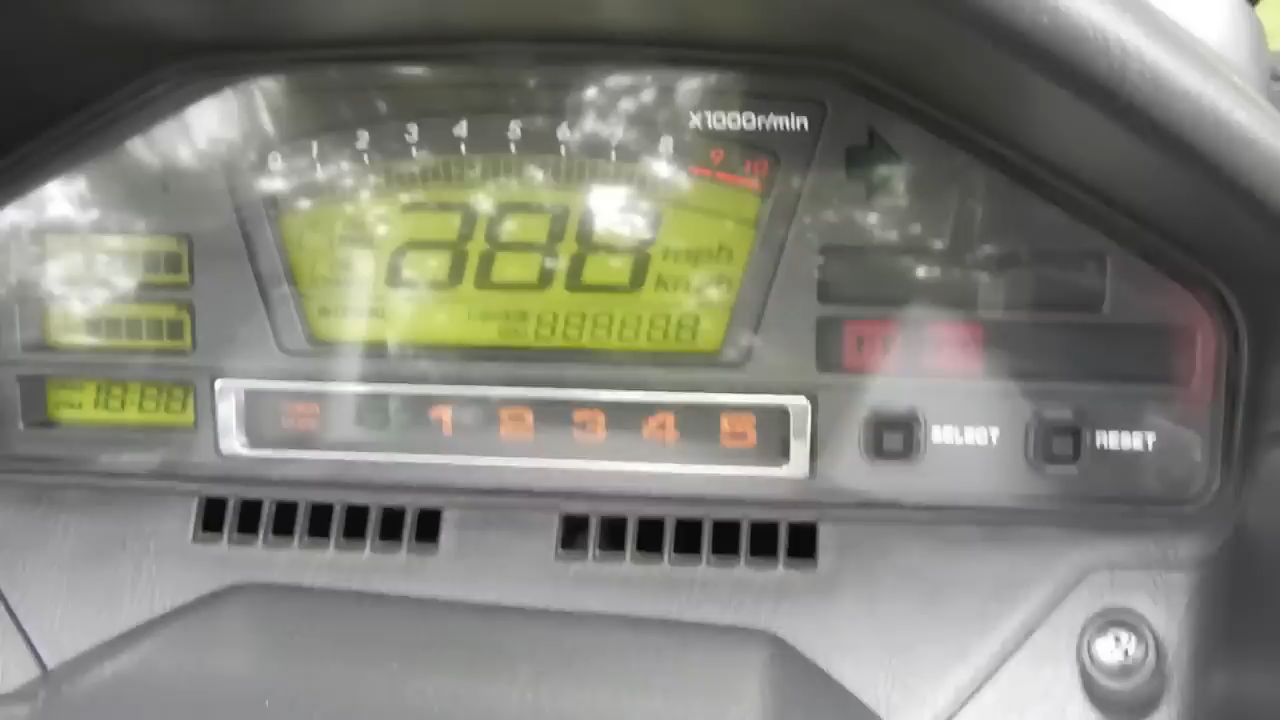 X1000r/min
0 1 2 3 4 5 6 7 8 9 10
188
mph
km/h
888888
18:88
1 2 3 4 5
SELECT
RESET